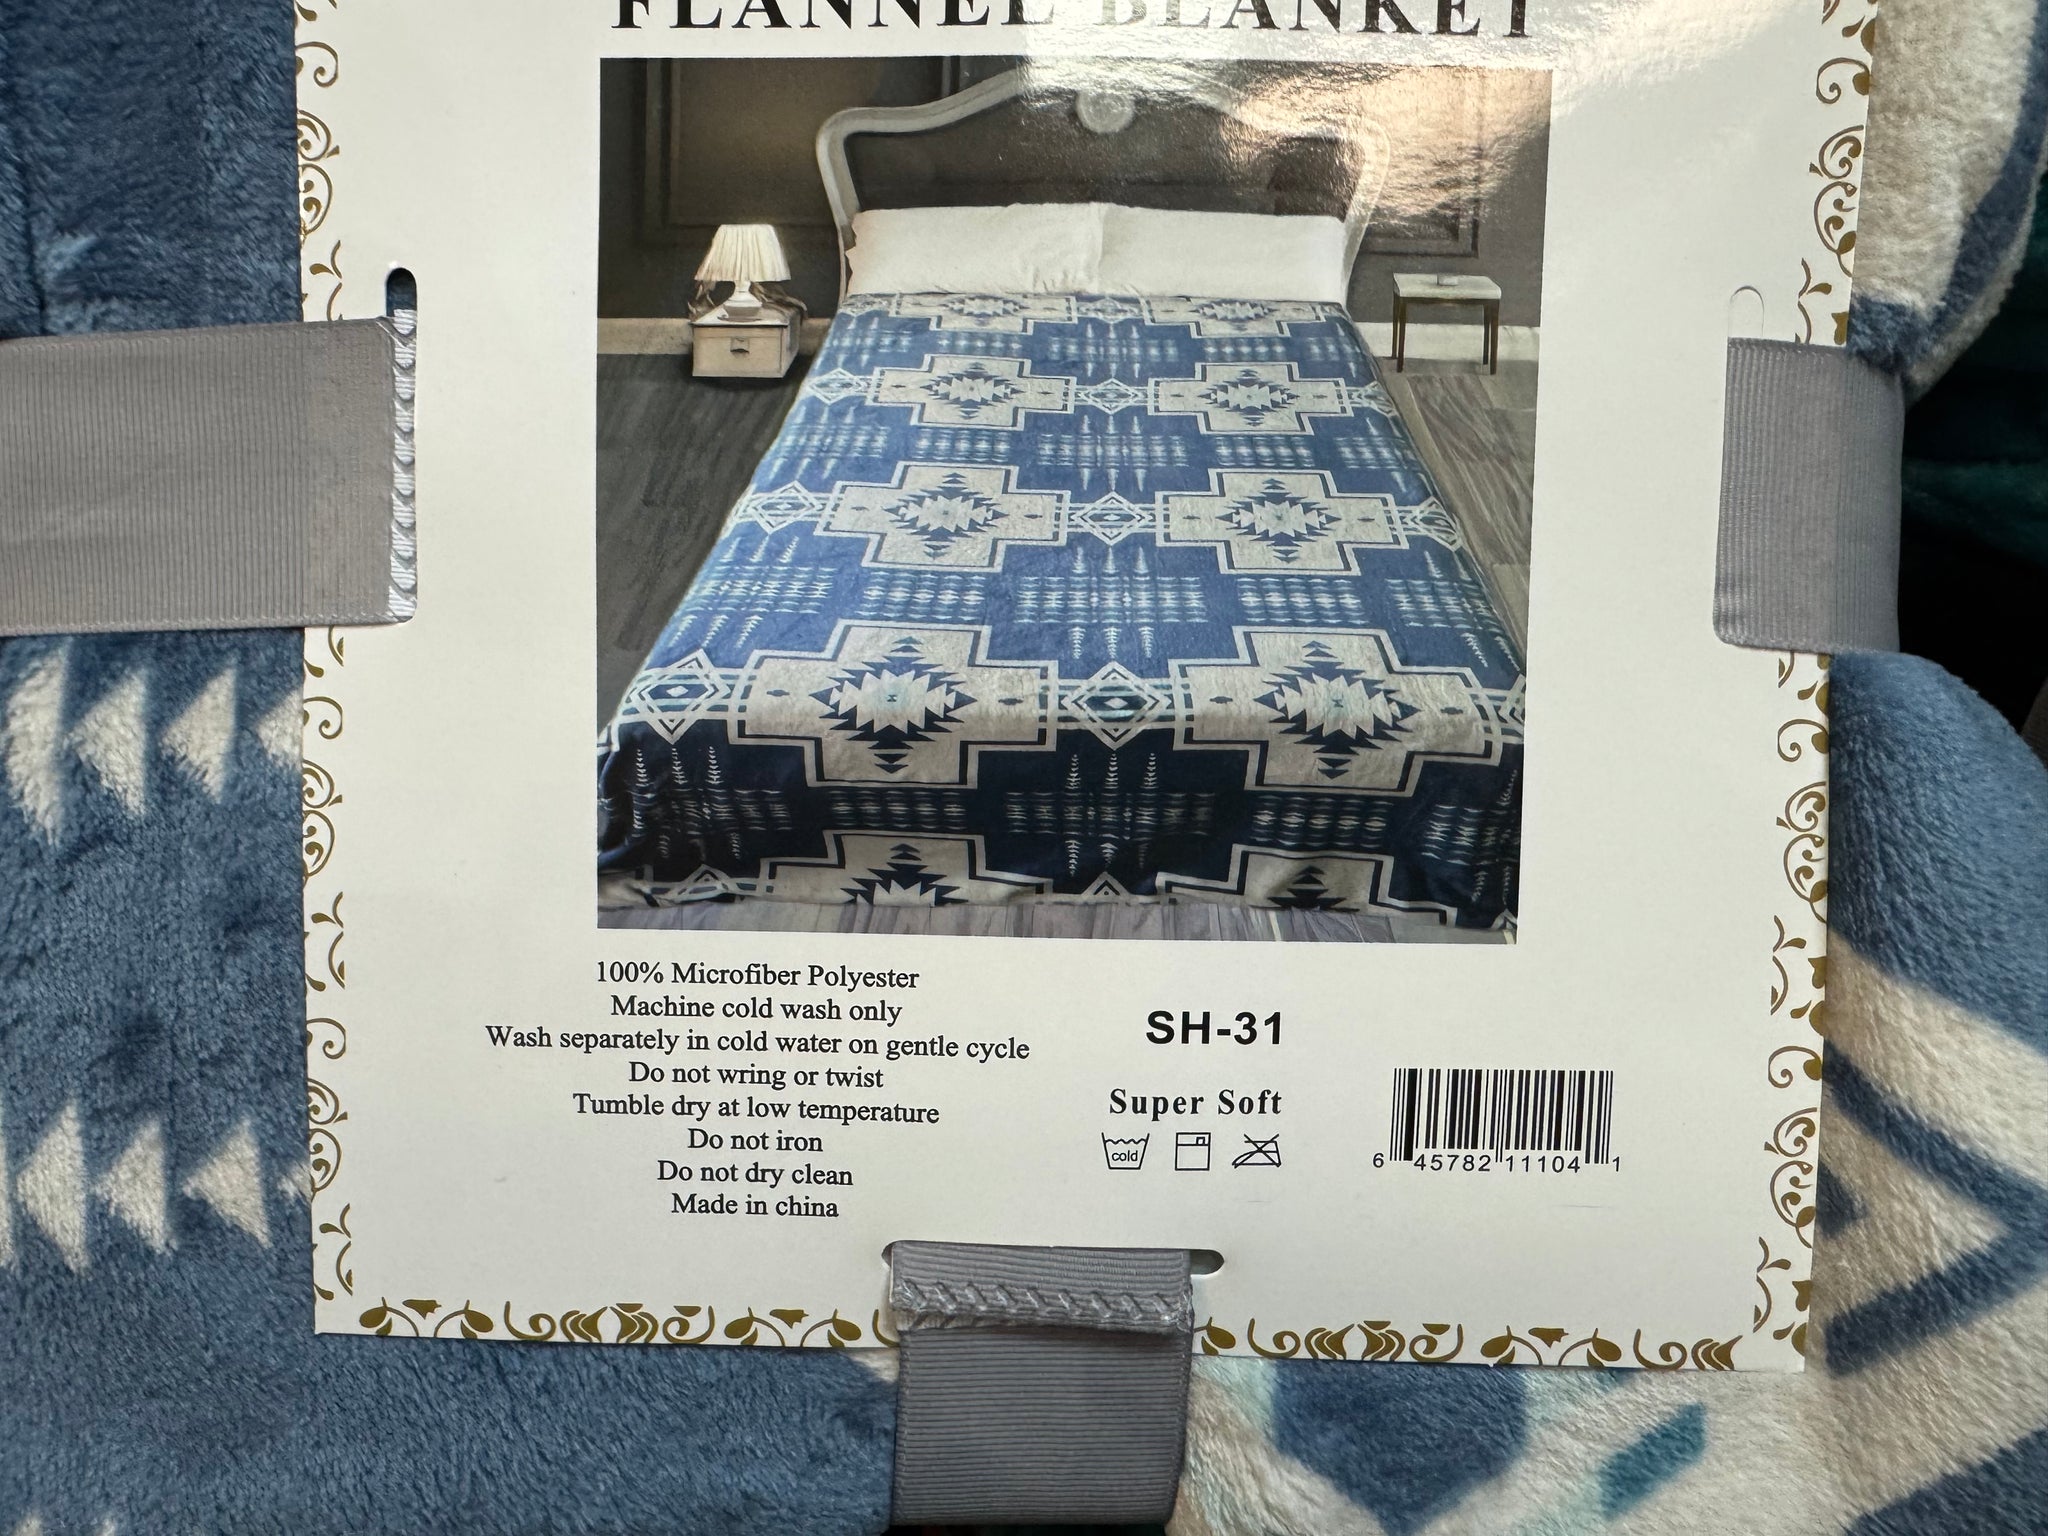 FLANNEL BLANKET
100% Microfiber Polyester
Machine cold wash only
Wash separately in cold water on gentle cycle
Do not wring or twist
Tumble dry at low temperature
Do not iron
Do not dry clean
Made in china
SH-31
Super Soft
cold
6 45782 11104 1